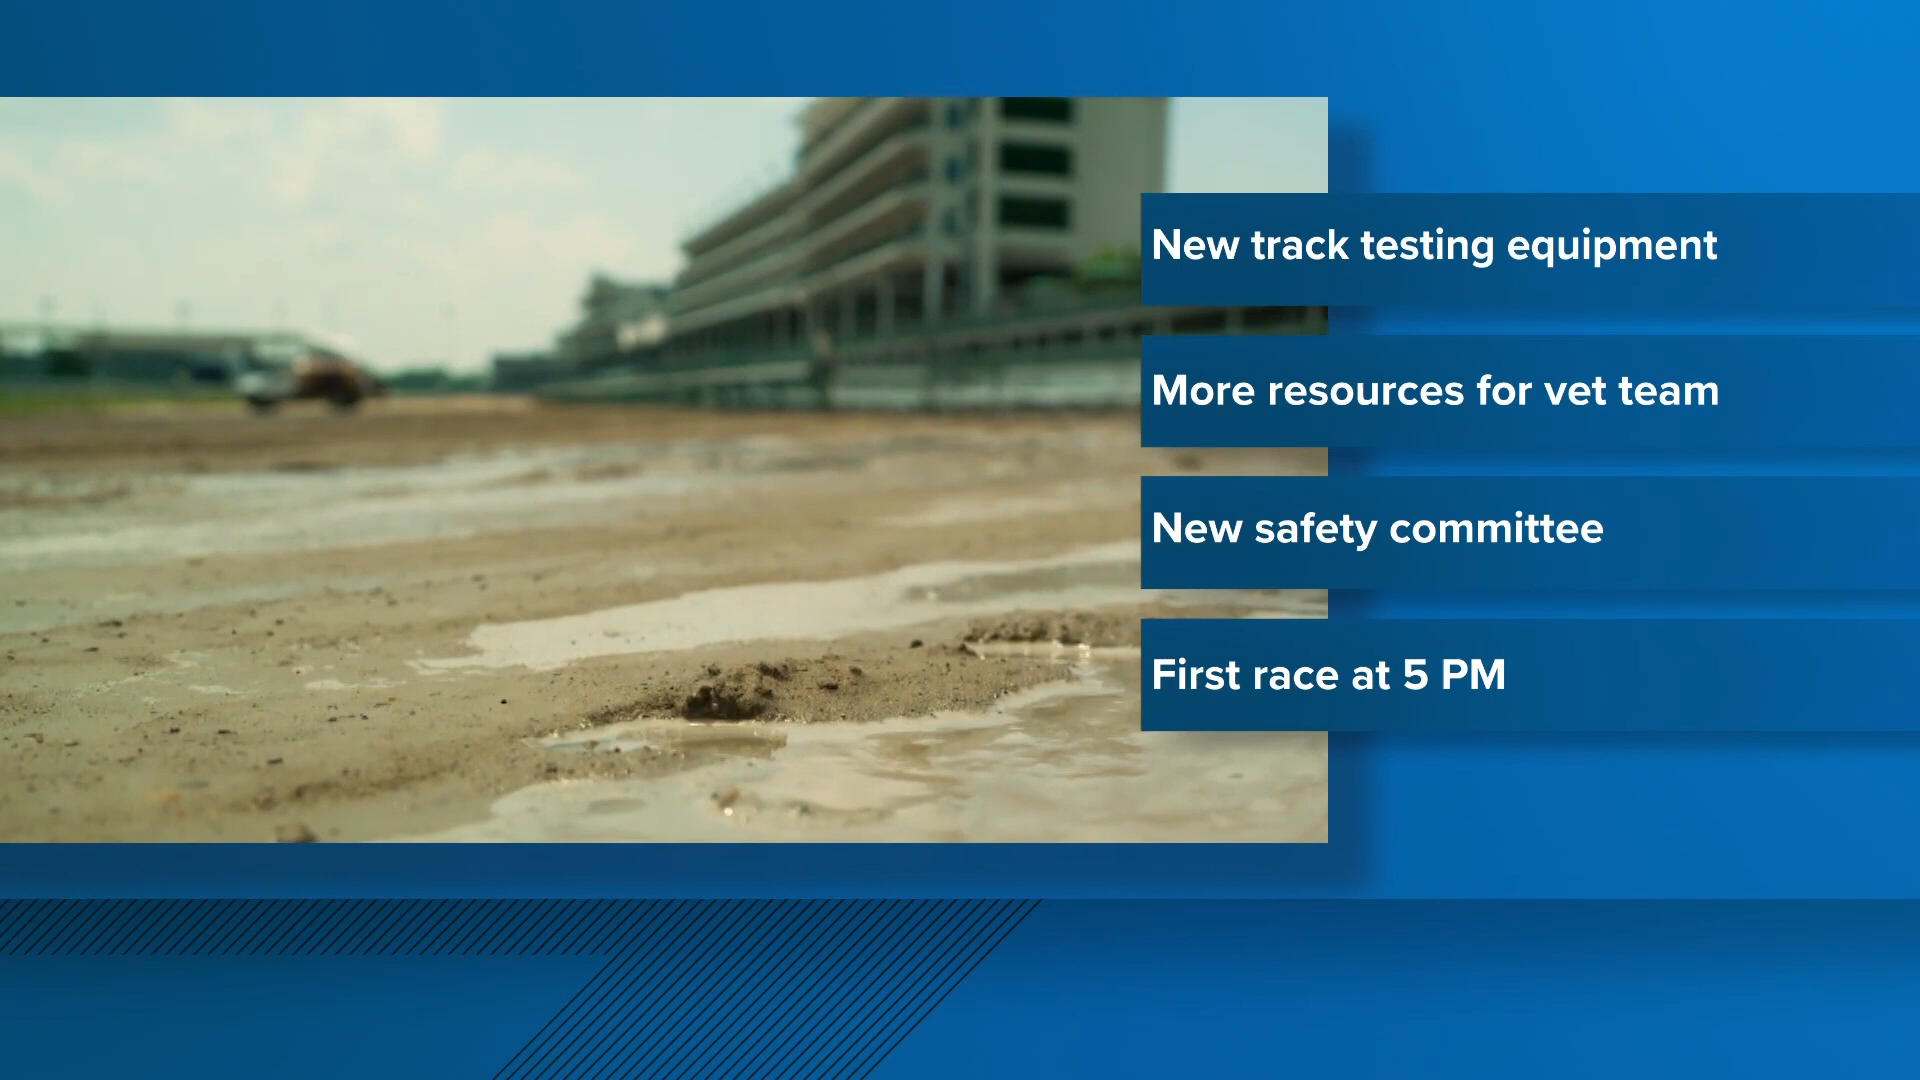 New track testing equipment
More resources for vet team
New safety committee
First race at 5 PM